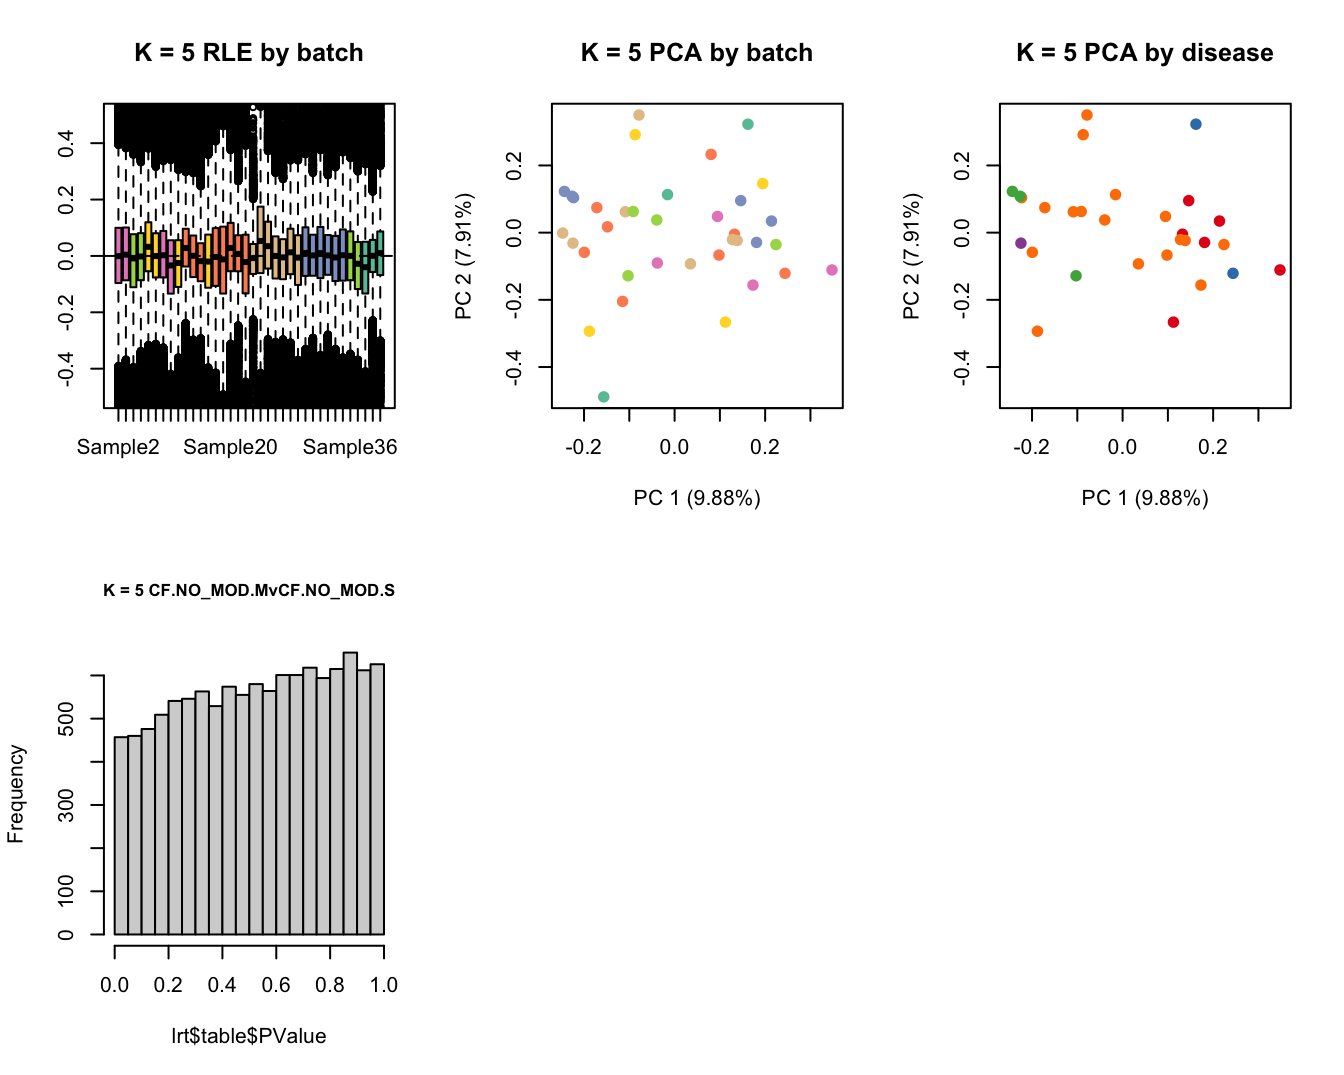 K = 5 RLE by batch
0.4
0.2
0.0
-0.2
-0.4
Sample2
Sample20
Sample36
K = 5 PCA by batch
PC 2 (7.91%)
0.2
0.0
-0.2
-0.4
-0.2
0.0
0.2
PC 1 (9.88%)
K = 5 PCA by disease
PC 2 (7.91%)
0.2
0.0
-0.2
-0.4
-0.2
0.0
0.2
PC 1 (9.88%)
K = 5 CF.NO_MOD.MvCF.NO_MOD.S
Frequency
500
300
100
0
0.0
0.2
0.4
0.6
0.8
1.0
lrt$table$PValue